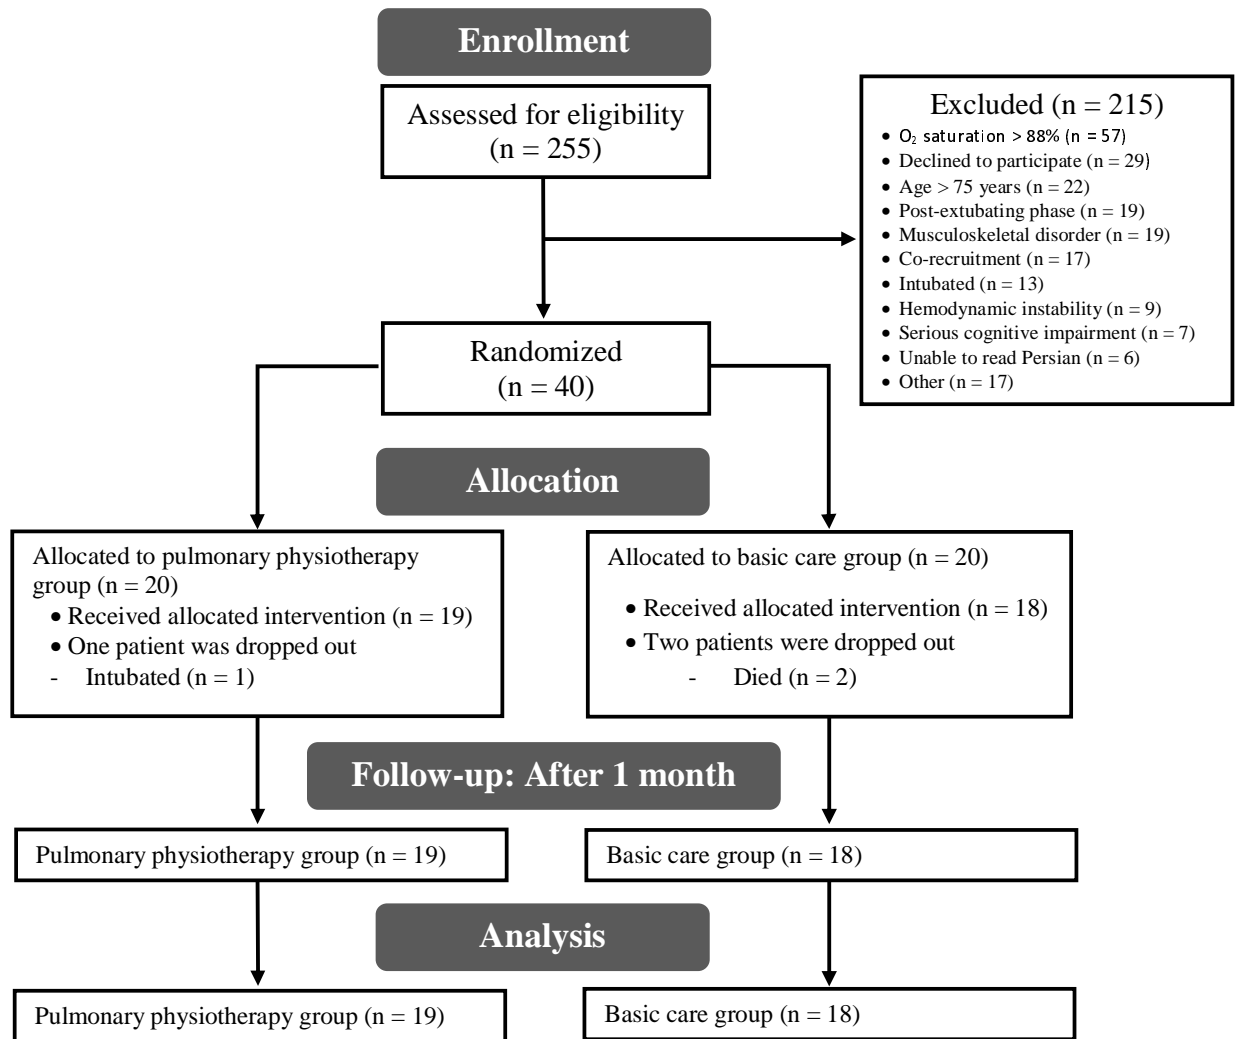 Enrollment
Assessed for eligibility
(n = 255)
Excluded (n = 215)
• O₂ saturation > 88% (n = 57)
• Declined to participate (n = 29)
• Age > 75 years (n = 22)
• Post-extubating phase (n = 19)
• Musculoskeletal disorder (n = 19)
• Co-recruitment (n = 17)
• Intubated (n = 13)
• Hemodynamic instability (n = 9)
• Serious cognitive impairment (n = 7)
• Unable to read Persian (n = 6)
• Other (n = 17)
Randomized
(n = 40)
Allocation
Allocated to pulmonary physiotherapy
group (n = 20)
• Received allocated intervention (n = 19)
• One patient was dropped out
- Intubated (n = 1)
Allocated to basic care group (n = 20)
• Received allocated intervention (n = 18)
• Two patients were dropped out
- Died (n = 2)
Follow-up: After 1 month
Pulmonary physiotherapy group (n = 19)
Basic care group (n = 18)
Analysis
Pulmonary physiotherapy group (n = 19)
Basic care group (n = 18)